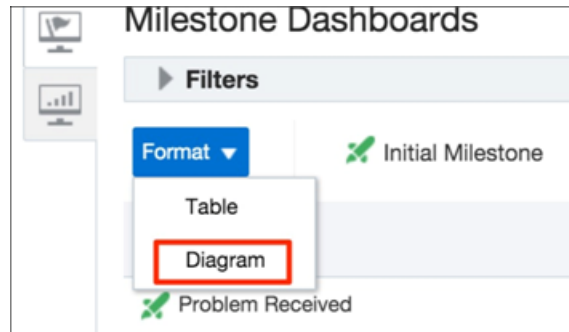 Milestone Dashboards
Filters
Format
Initial Milestone
Table
Diagram
Problem Received